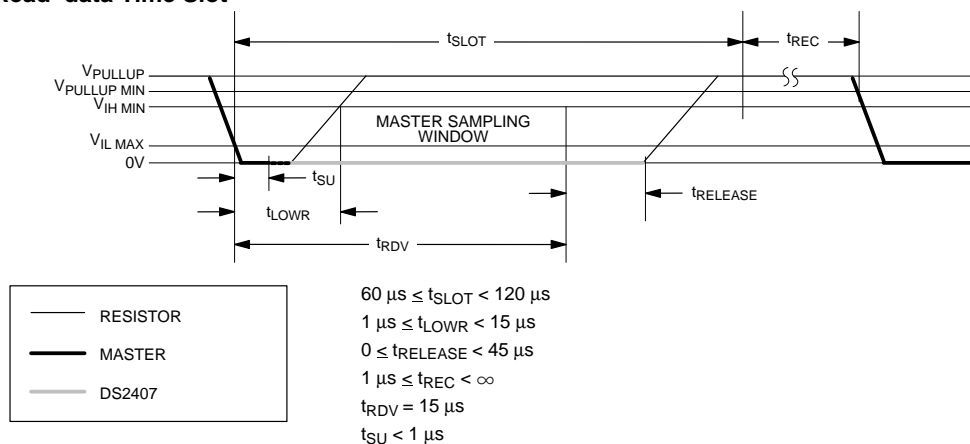 Read-data Time Slot
tSLOT
tREC
VPULLUP
VPULLUP MIN
VIH MIN
MASTER SAMPLING
WINDOW
VIL MAX
0V
tSU
tRELEASE
tLOWR
tRDV
RESISTOR
MASTER
DS2407
60 μs ≤ tSLOT < 120 μs
1 μs ≤ tLOWR < 15 μs
0 ≤ tRELEASE < 45 μs
1 μs ≤ tREC < ∞
tRDV = 15 μs
tSU < 1 μs